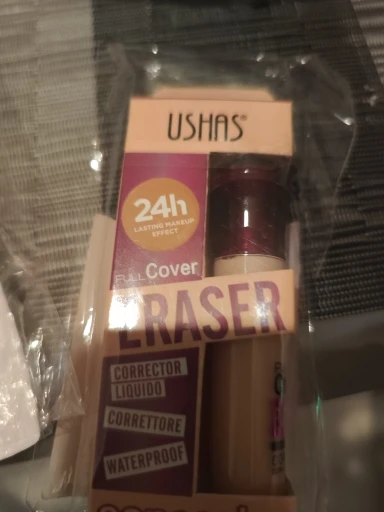 USHAS®
24h
LASTING MAKEUP
EFFECT
FULL Cover
ERASER
CORRECTOR
LIQUIDO
CORRETTORE
WATERPROOF